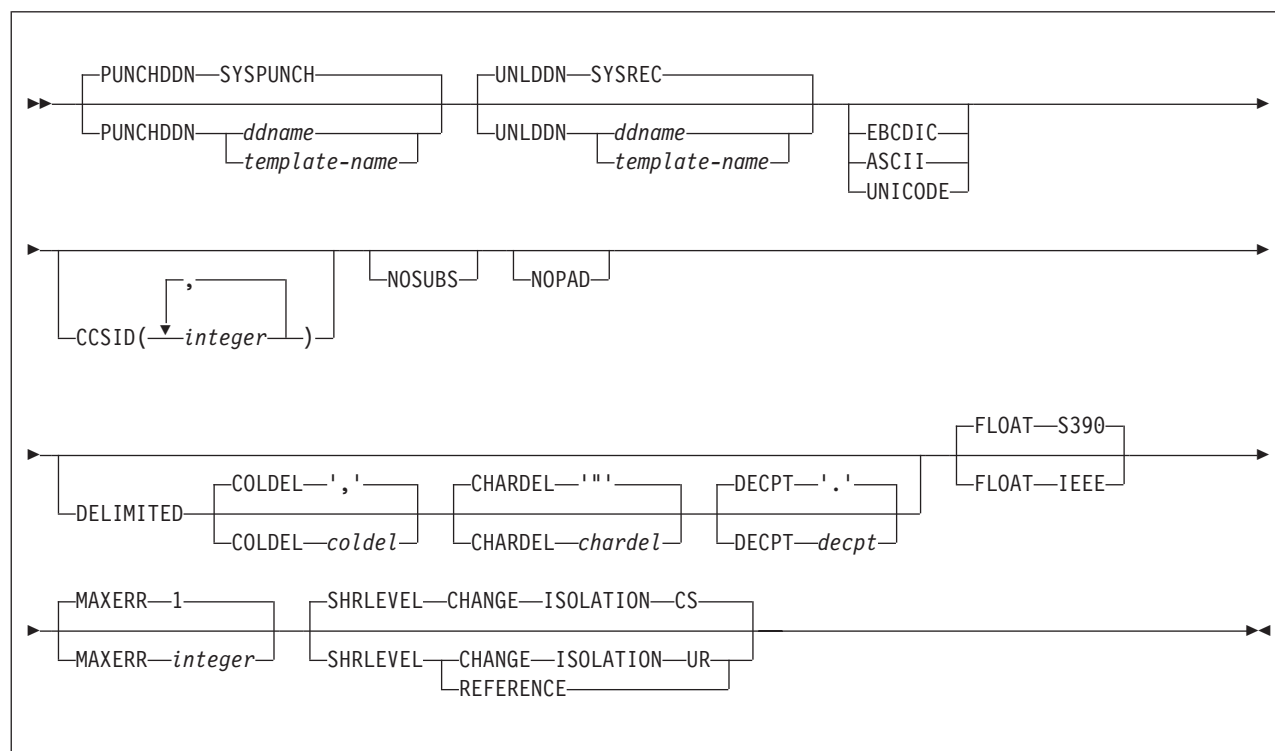 PUNCHDDN SYSPUNCH UNLDDN SYSREC
PUNCHDDN ddname UNLDDN ddname EBCDIC
template-name template-name ASCII
UNICODE
,
NOSUBS NOPAD
CCSID( integer )
FLOAT S390
COLDEL ',' CHARDEL '"' DECPT '.' FLOAT IEEE
DELIMITED
COLDEL coldel CHARDEL chardel DECPT decpt
MAXERR 1 SHRLEVEL CHANGE ISOLATION CS
MAXERR integer SHRLEVEL CHANGE ISOLATION UR
REFERENCE